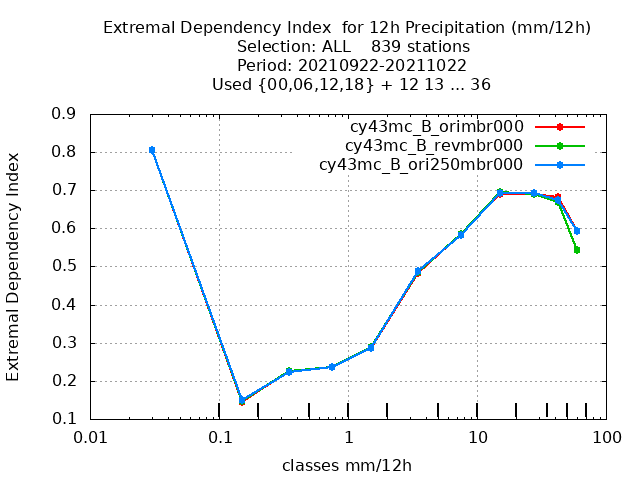 Extremal Dependency Index  for 12h Precipitation (mm/12h)
Selection: ALL    839 stations
Period: 20210922-20211022
Used {00,06,12,18} + 12 13 ... 36
cy43mc_B_orimbr000
cy43mc_B_revmbr000
cy43mc_B_ori250mbr000
Extremal Dependency Index
0.9
0.8
0.7
0.6
0.5
0.4
0.3
0.2
0.1
0.01 0.1 1 10 100
classes mm/12h